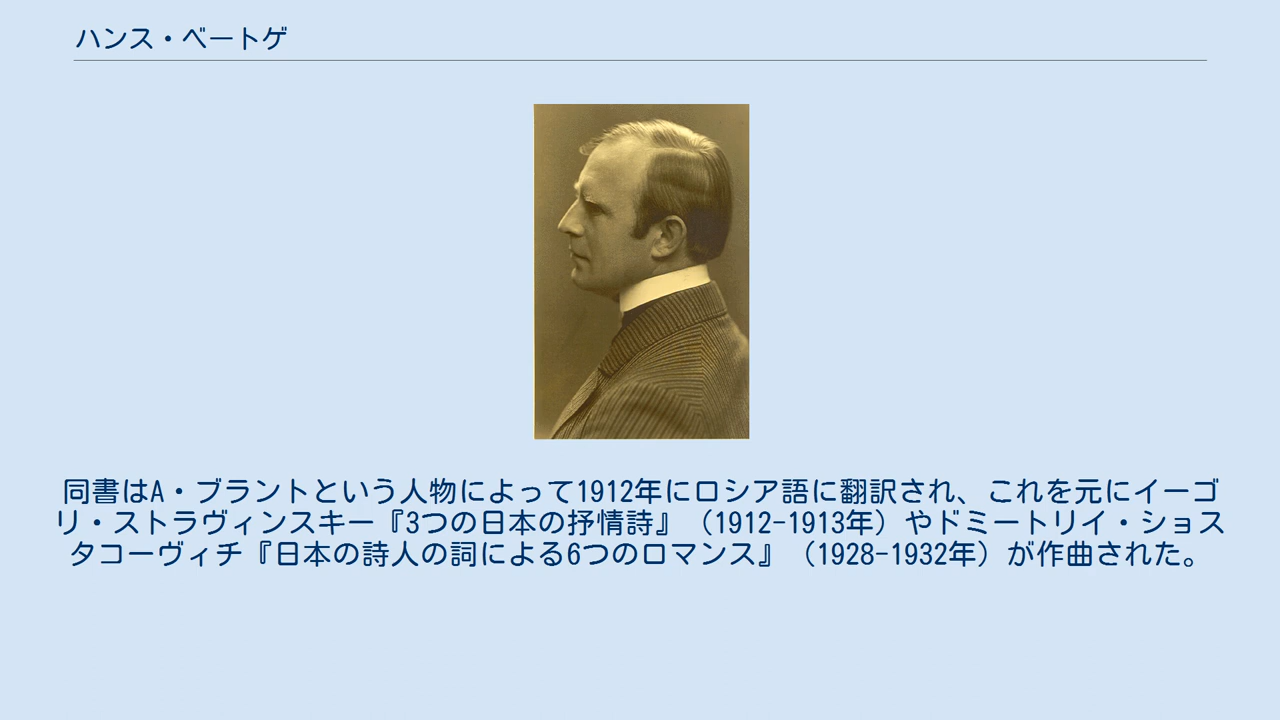 ハンス・ベートゲ
同書はA・ブラントという人物によって1912年にロシア語に翻訳され、これを元にイーゴ
リ・ストラヴィンスキー『3つの日本の抒情詩』（1912-1913年）やドミートリイ・ショス
タコーヴィチ『日本の詩人の詞による6つのロマンス』（1928-1932年）が作曲された。